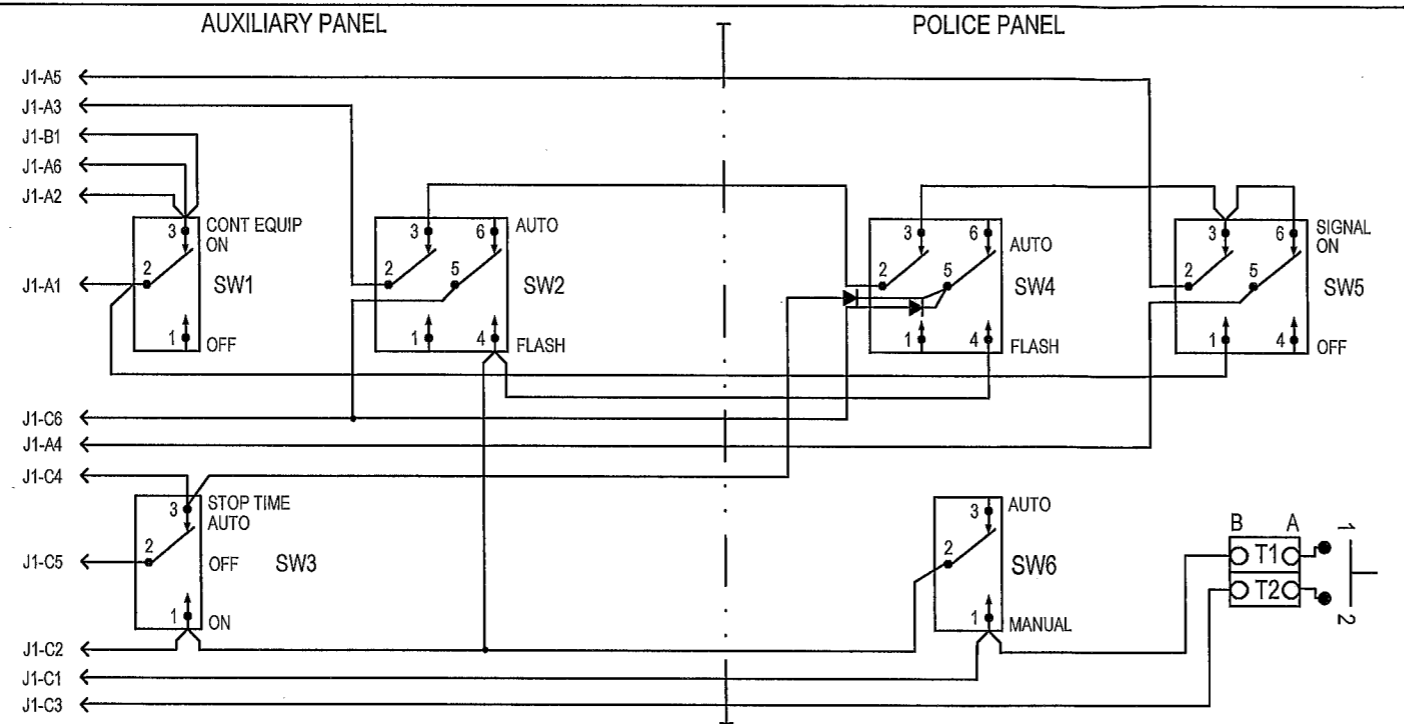 AUXILIARY PANEL
POLICE PANEL
J1-A5
J1-A3
J1-B1
J1-A6
J1-A2
J1-A1
3 CONT EQUIP
ON
2
SW1
1 OFF
3 6 AUTO
2 5
SW2
1 4 FLASH
3 6 AUTO
2 5
SW4
1 4 FLASH
3 6 SIGNAL
ON
2 5
SW5
1 4 OFF
J1-C6
J1-A4
J1-C4
J1-C5
3 STOP TIME
AUTO
2 OFF SW3
1 ON
3 AUTO
2
SW6
1 MANUAL
B A
T1
T2
1
2
J1-C2
J1-C1
J1-C3